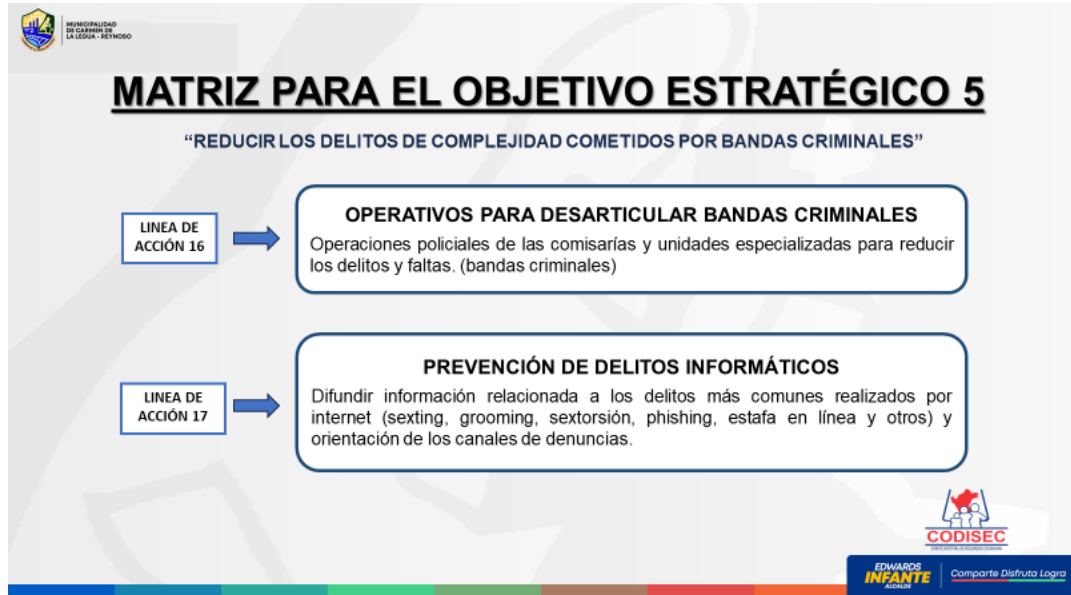 MUNICIPALIDAD
DE CARMEN DE
LA LEGUA - REYNOSO
MATRIZ PARA EL OBJETIVO ESTRATÉGICO 5
“REDUCIR LOS DELITOS DE COMPLEJIDAD COMETIDOS POR BANDAS CRIMINALES”
LINEA DE
ACCIÓN 16
OPERATIVOS PARA DESARTICULAR BANDAS CRIMINALES
Operaciones policiales de las comisarías y unidades especializadas para reducir
los delitos y faltas. (bandas criminales)
LINEA DE
ACCIÓN 17
PREVENCIÓN DE DELITOS INFORMÁTICOS
Difundir información relacionada a los delitos más comunes realizados por
internet (sexting, grooming, sextorsión, phishing, estafa en línea y otros) y
orientación de los canales de denuncias.
CODISEC
EDWARDS
INFANTE
ALCALDE
Comparte Disfruta Logra